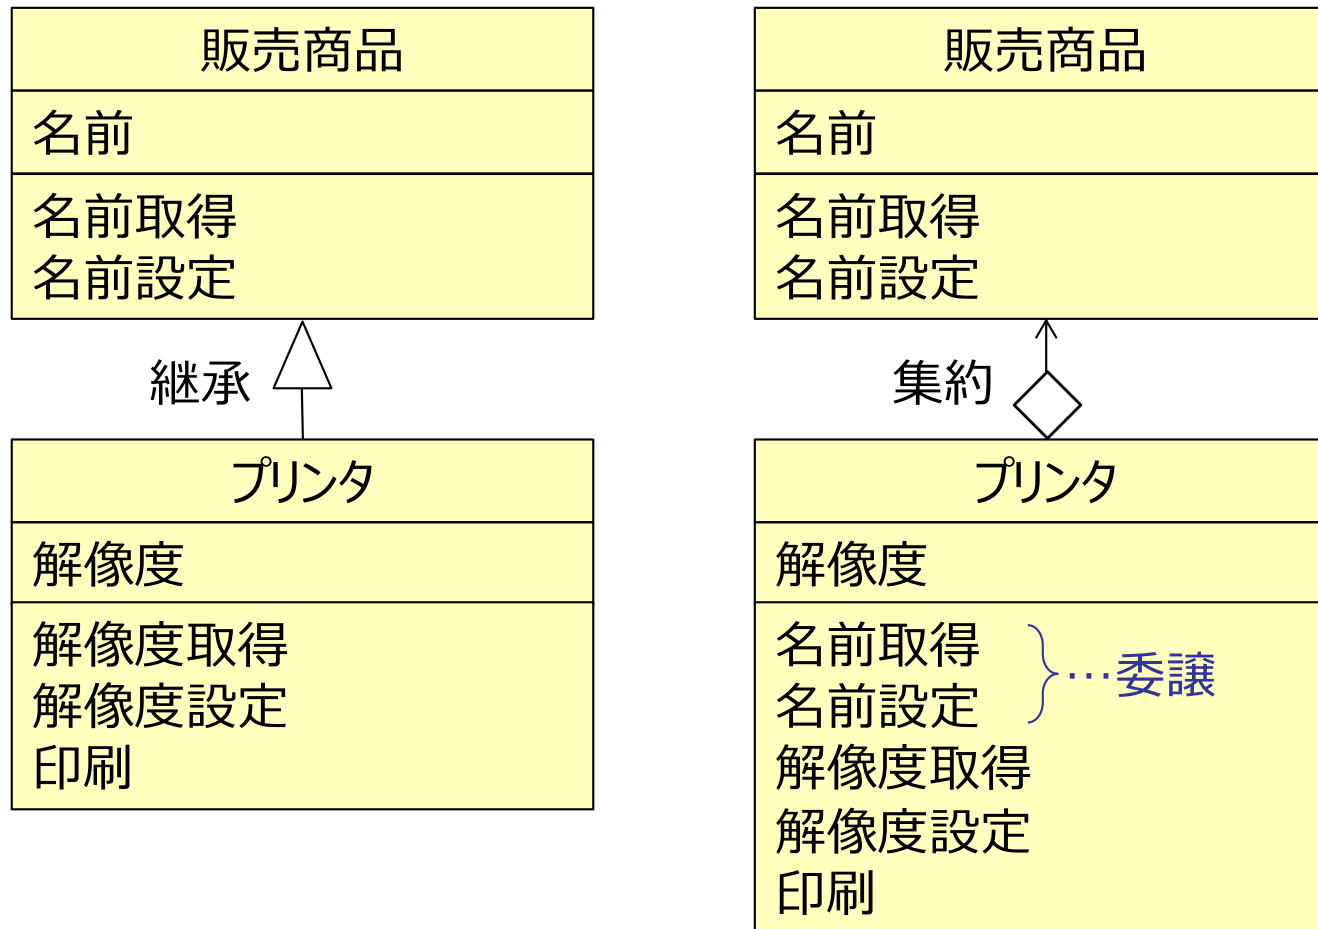 販売商品
名前
名前取得
名前設定
継承
プリンタ
解像度
解像度取得
解像度設定
印刷
販売商品
名前
名前取得
名前設定
集約
プリンタ
解像度
名前取得
名前設定
…委譲
解像度取得
解像度設定
印刷